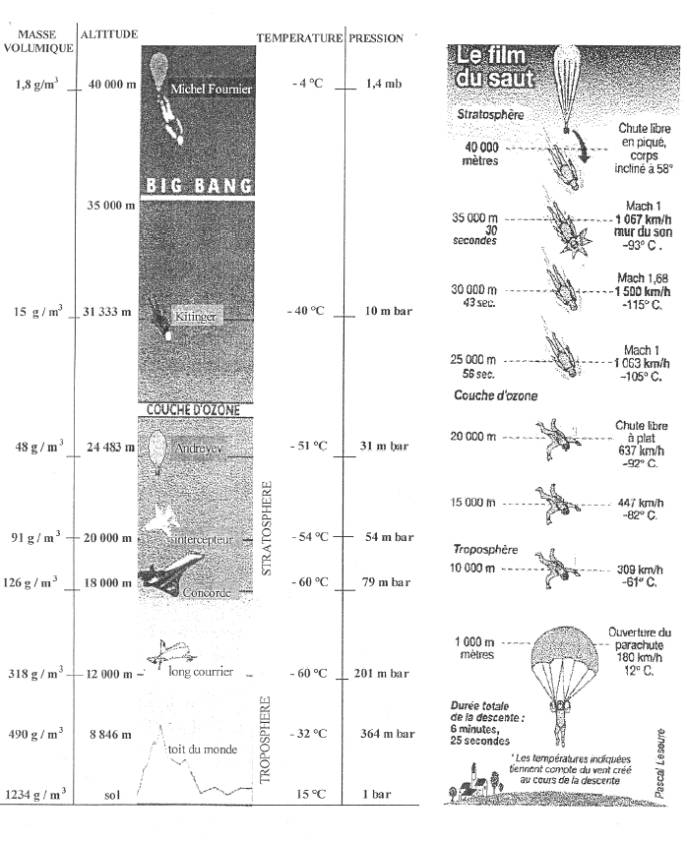 MASSE
VOLUMIQUE
ALTITUDE
TEMPERATURE
PRESSION
1,8 g/m³
40 000 m
Michel Fournier
- 4 °C
1,4 mb
BIG BANG
35 000 m
15 g / m³
31 333 m
Kitinger
- 40 °C
10 m bar
COUCHE D'OZONE
48 g / m³
24 483 m
Andreyev
- 51 °C
31 m bar
STRATOSPHERE
91 g / m³
20 000 m
intercepteur
- 54 °C
54 m bar
126 g / m³
18 000 m
Concorde
- 60 °C
79 m bar
318 g / m³
12 000 m
long courrier
- 60 °C
201 m bar
TROPOSPHERE
490 g / m³
8 846 m
toit du monde
- 32 °C
364 m bar
1234 g / m³
sol
15 °C
1 bar
Le film
du saut
Stratosphère
40 000
mètres
Chute libre
en piqué,
corps
incliné à 58°
35 000 m
30
secondes
Mach 1
1 067 km/h
mur du son
-93° C.
30 000 m
43 sec.
Mach 1,68
1 500 km/h
-115° C.
25 000 m
56 sec.
Mach 1
1 063 km/h
-105° C.
Couche d'ozone
20 000 m
Chute libre
à plat
637 km/h
-92° C.
15 000 m
447 km/h
-82° C.
Troposphère
10 000 m
309 km/h
-61° C.
1 000 m
mètres
Ouverture du
parachute
180 km/h
12° C.
Durée totale
de la descente :
6 minutes,
25 secondes
* Les températures indiquées
tiennent compte du vent créé
au cours de la descente
Pascal Leseure